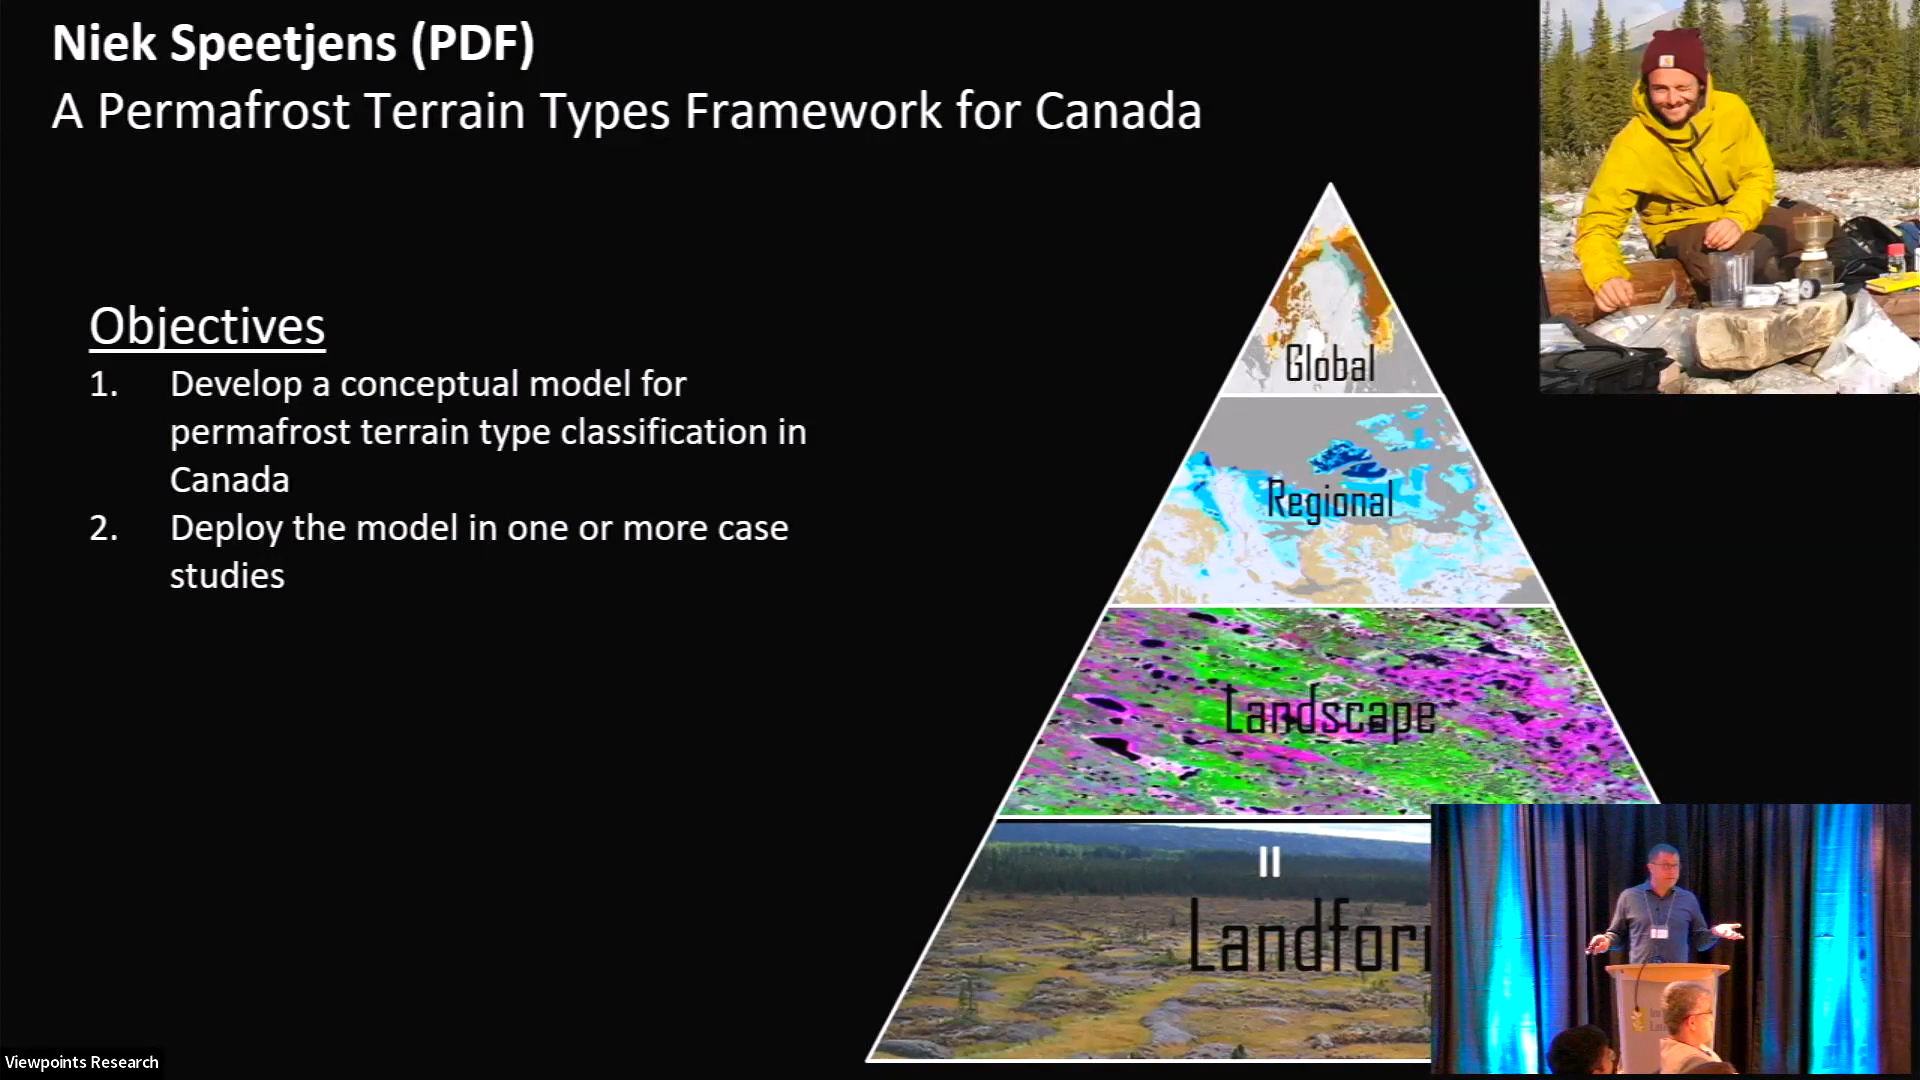 Niek Speetjens (PDF)
A Permafrost Terrain Types Framework for Canada
Objectives
1. Develop a conceptual model for
permafrost terrain type classification in
Canada
2. Deploy the model in one or more case
studies
Global
Regional
Landscape
Viewpoints Research